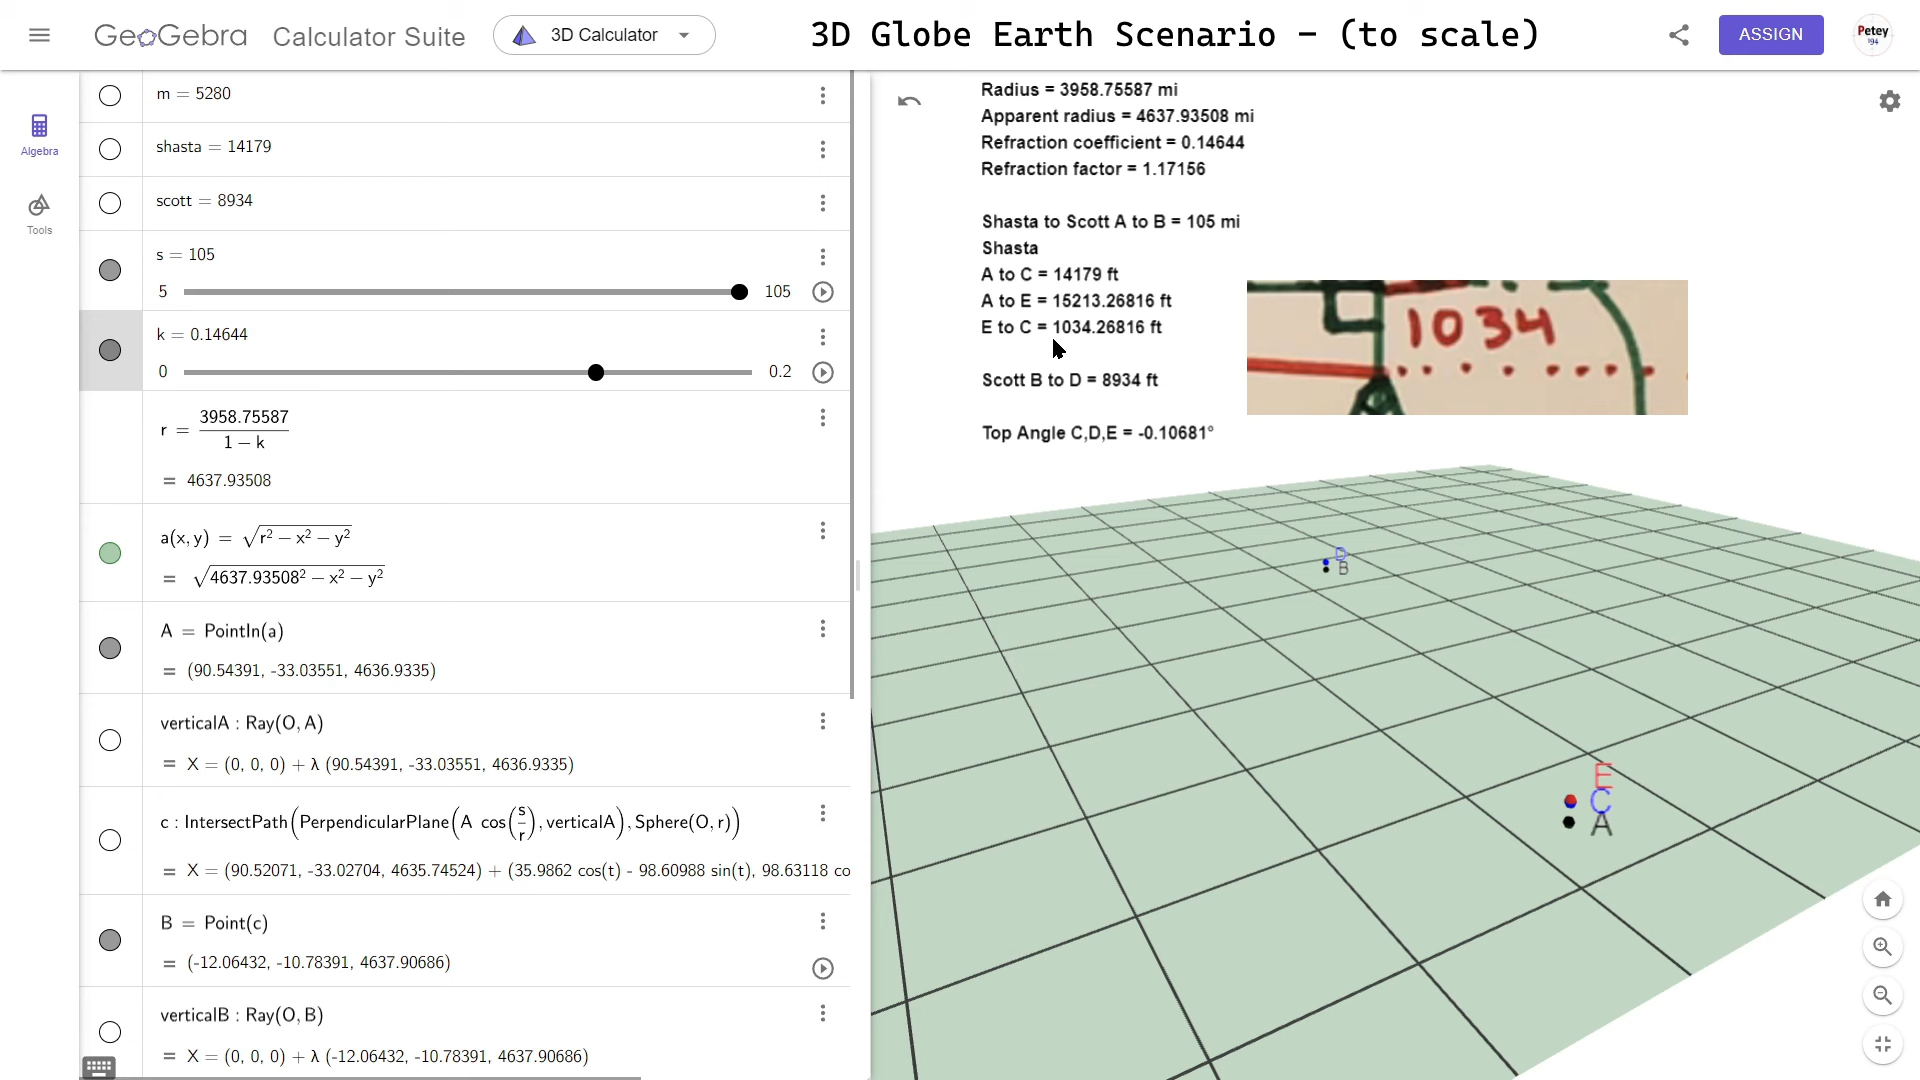 GeoGebra Calculator Suite
3D Calculator
3D Globe Earth Scenario - (to scale)
ASSIGN
Petey
'94
Algebra
Tools
m = 5280
shasta = 14179
scott = 8934
s = 105
5 105
k = 0.14644
0 0.2
r = 3958.75587 / (1 − k)
= 4637.93508
a(x, y) = √(r² − x² − y²)
= √(4637.93508² − x² − y²)
A = PointIn(a)
= (90.54391, -33.03551, 4636.9335)
verticalA : Ray(O, A)
= X = (0, 0, 0) + λ (90.54391, -33.03551, 4636.9335)
c : IntersectPath(PerpendicularPlane(A cos(s/r), verticalA), Sphere(O, r))
= X = (90.52071, -33.02704, 4635.74524) + (35.9862 cos(t) - 98.60988 sin(t), 98.63118 co
B = Point(c)
= (-12.06432, -10.78391, 4637.90686)
verticalB : Ray(O, B)
= X = (0, 0, 0) + λ (-12.06432, -10.78391, 4637.90686)
Radius = 3958.75587 mi
Apparent radius = 4637.93508 mi
Refraction coefficient = 0.14644
Refraction factor = 1.17156
Shasta to Scott A to B = 105 mi
Shasta
A to C = 14179 ft
A to E = 15213.26816 ft
E to C = 1034.26816 ft
Scott B to D = 8934 ft
Top Angle C,D,E = -0.10681°
1034
D
B
E
C
A